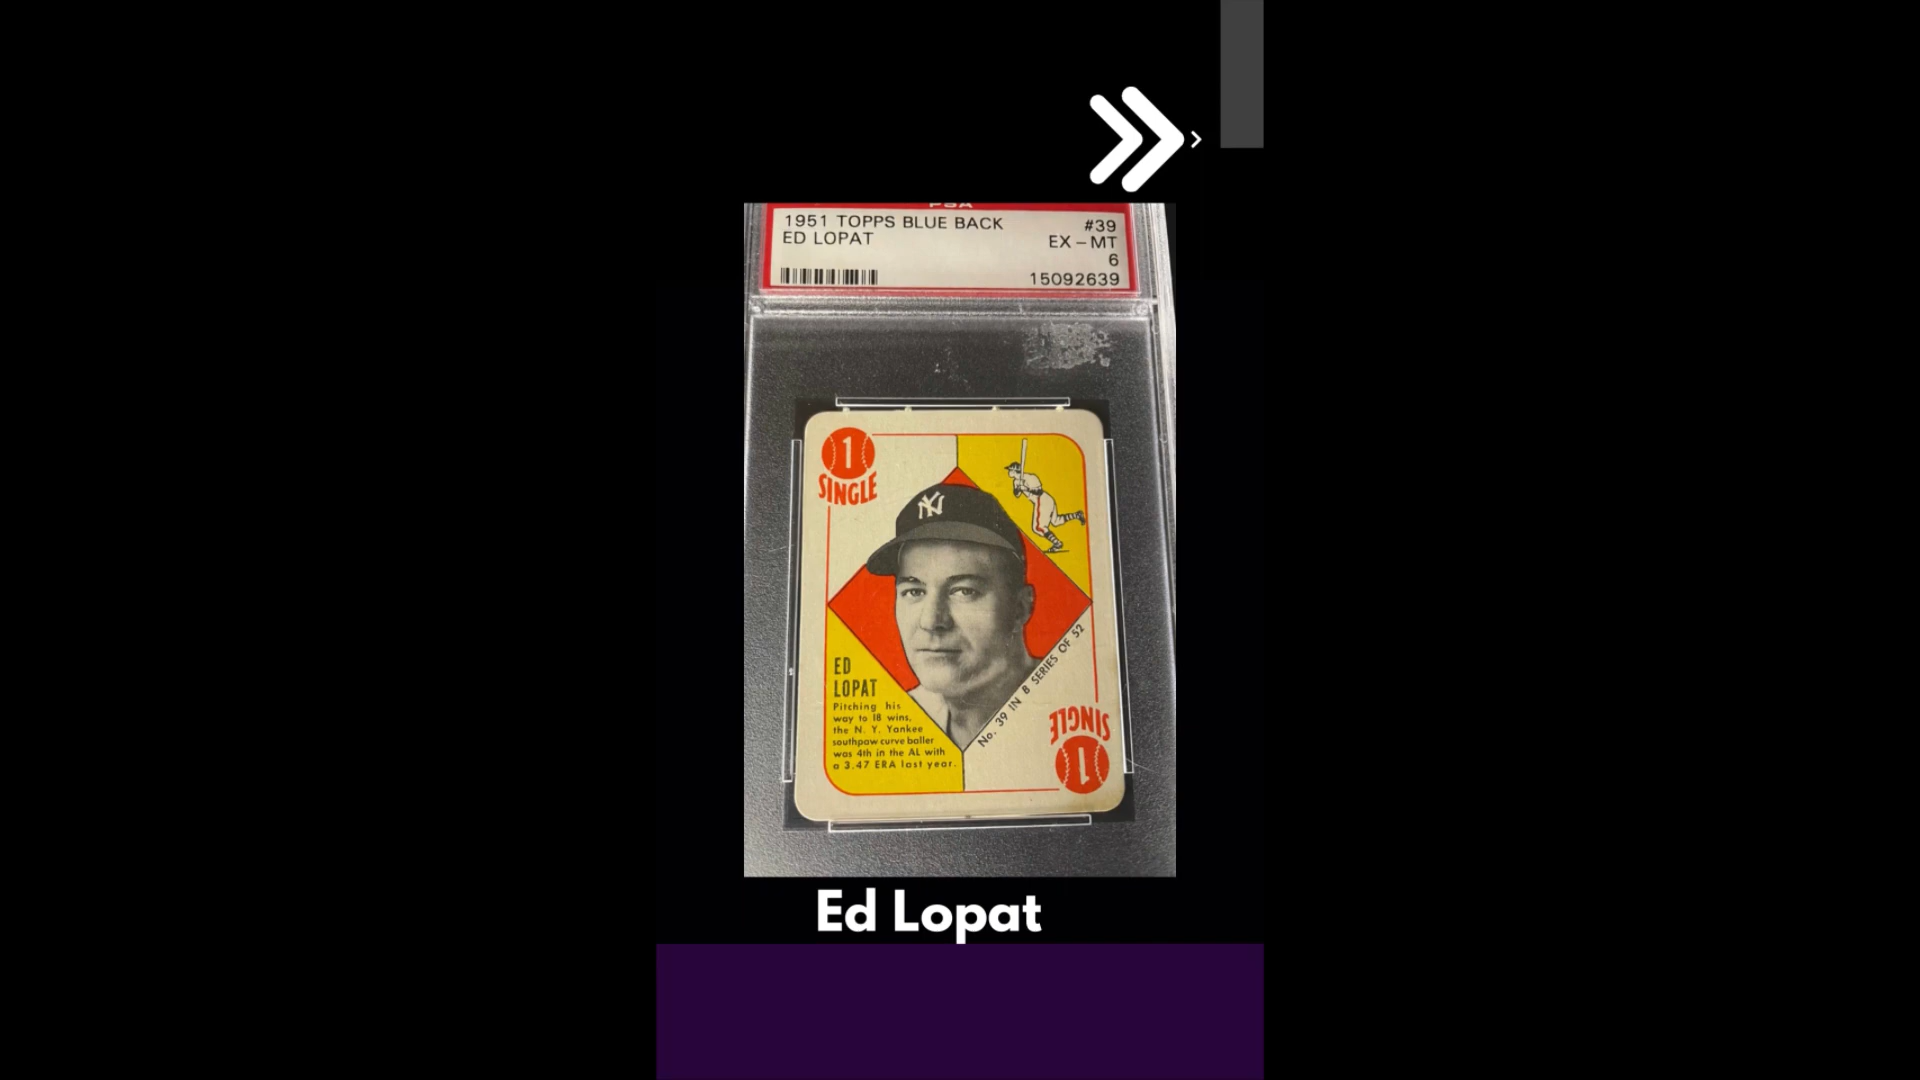 PSA
1951 TOPPS BLUE BACK #39
ED LOPAT EX - MT
6
15092639
1
SINGLE
NY
ED
LOPAT
Pitching his
way to 18 wins,
the N. Y. Yankee
southpaw curve baller
was 4th in the AL with
a 3.47 ERA last year.
No. 39 IN B SERIES OF 52
SINGLE
1
Ed Lopat